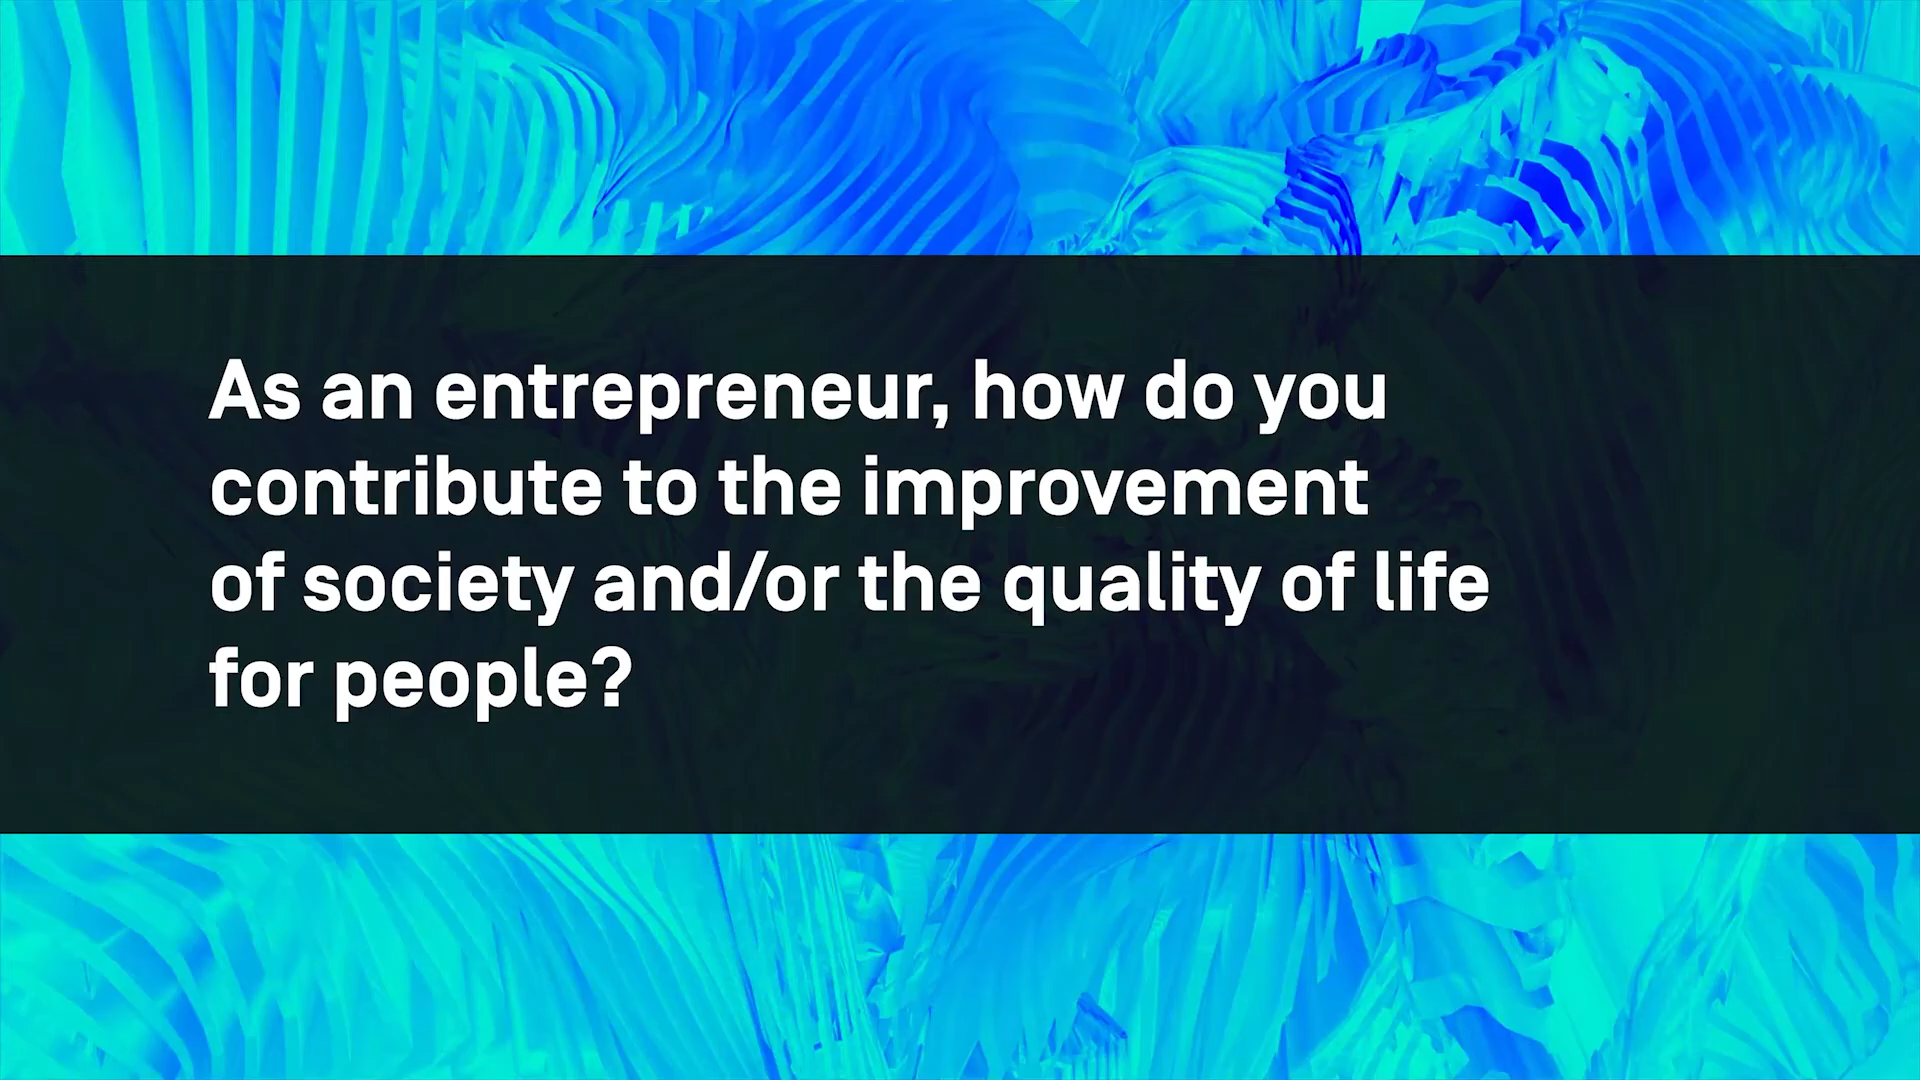 As an entrepreneur, how do you
contribute to the improvement
of society and/or the quality of life
for people?